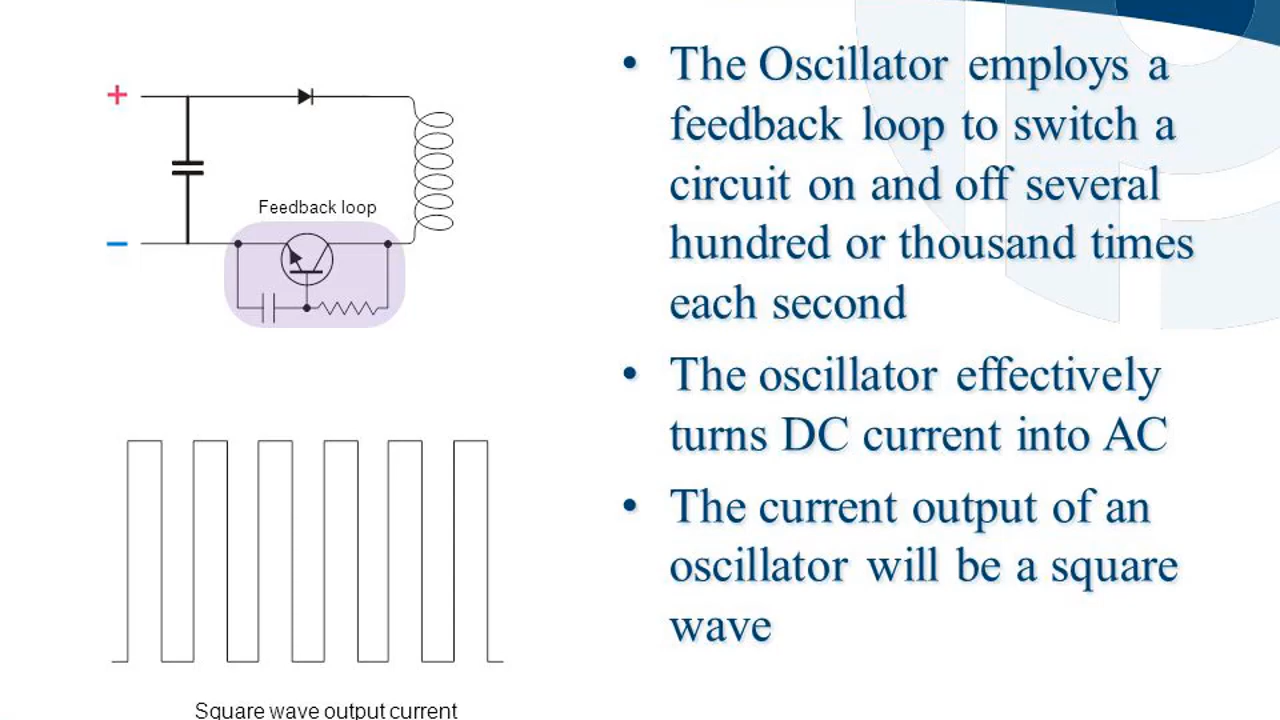 +
Feedback loop
−
Square wave output current
• The Oscillator employs a
feedback loop to switch a
circuit on and off several
hundred or thousand times
each second
• The oscillator effectively
turns DC current into AC
• The current output of an
oscillator will be a square
wave